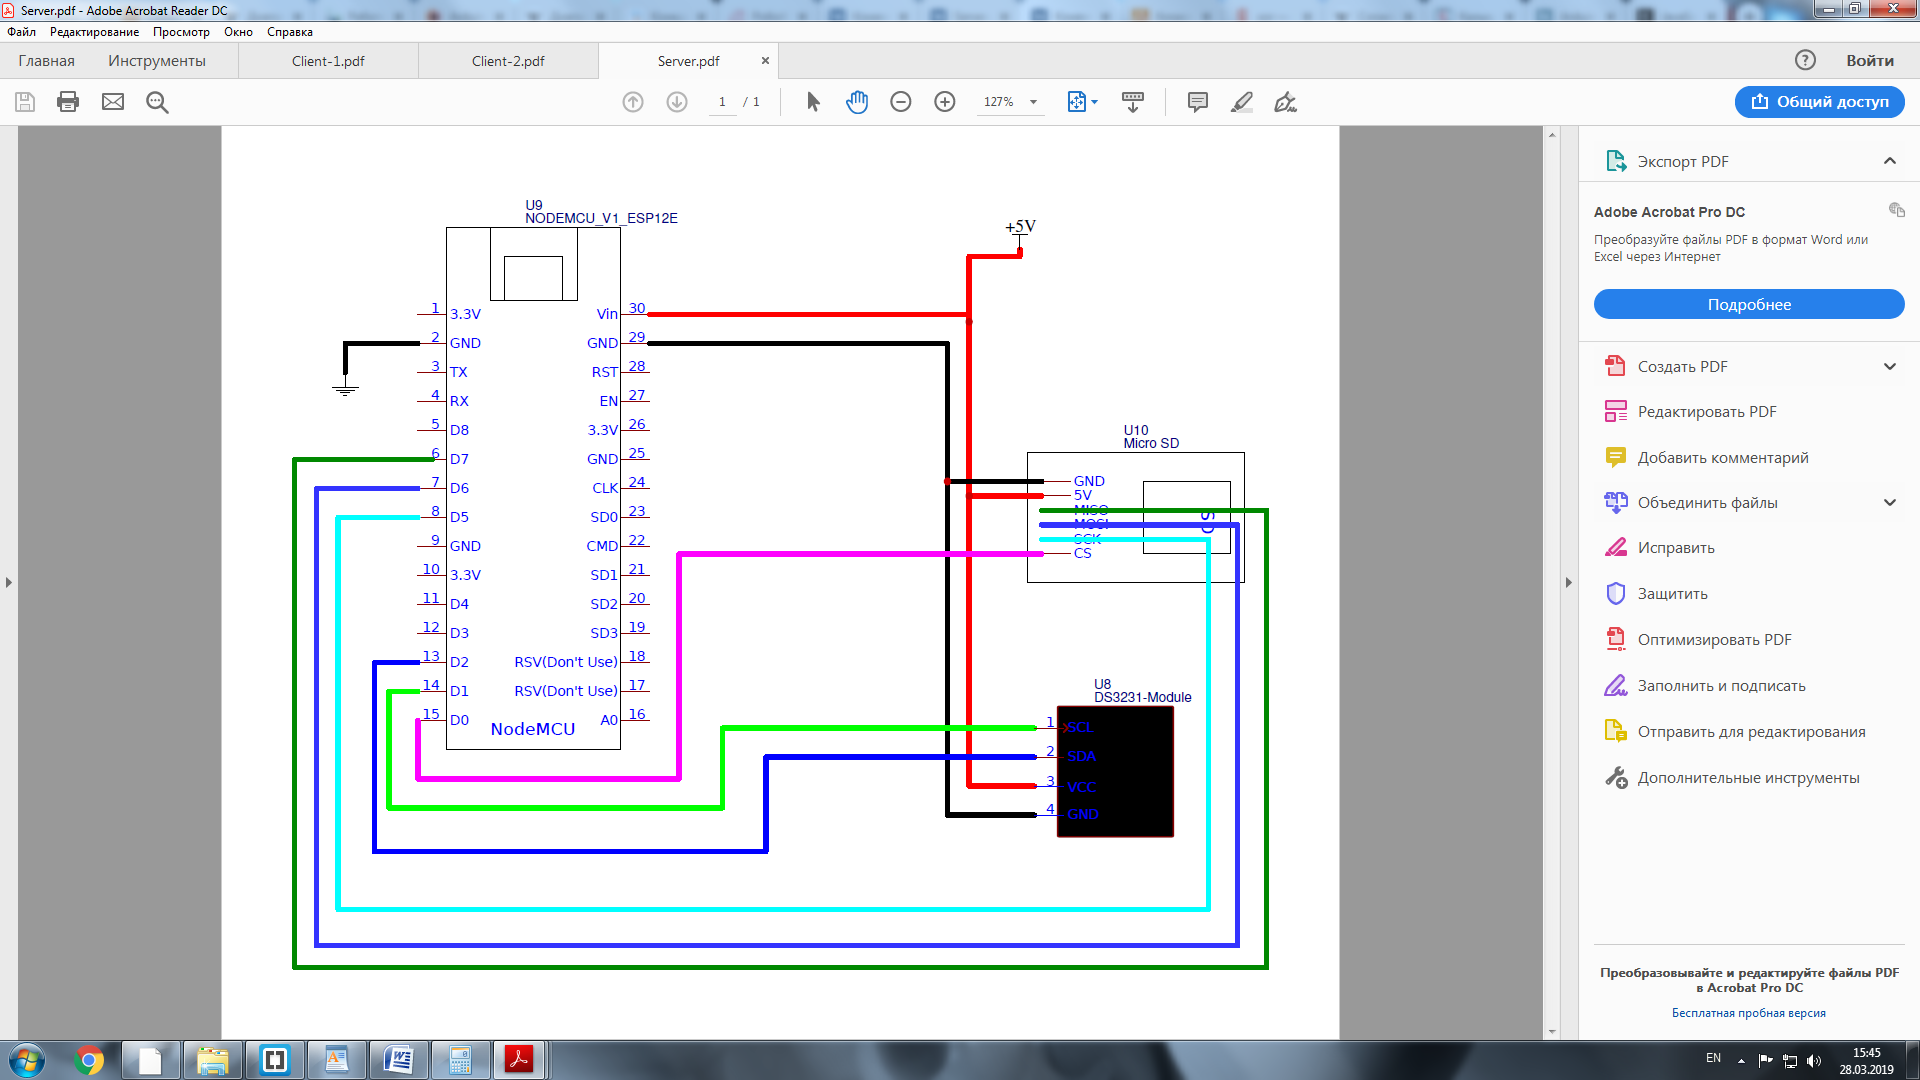 Server.pdf - Adobe Acrobat Reader DC
Файл Редактирование Просмотр Окно Справка
Главная Инструменты Client-1.pdf Client-2.pdf Server.pdf × Войти
1 / 1 127% Общий доступ
U9
NODEMCU_V1_ESP12E
+5V
1 3.3V Vin 30
2 GND GND 29
3 TX RST 28
4 RX EN 27
5 D8 3.3V 26
6 D7 GND 25
7 D6 CLK 24
8 D5 SD0 23
9 GND CMD 22
10 3.3V SD1 21
11 D4 SD2 20
12 D3 SD3 19
13 D2 RSV(Don't Use) 18
14 D1 RSV(Don't Use) 17
15 D0 A0 16
NodeMCU
U10
Micro SD
GND
5V
MISO
MOSI
SCK
CS
SD
U8
DS3231-Module
1 SCL
2 SDA
3 VCC
4 GND
Экспорт PDF
Adobe Acrobat Pro DC
Преобразуйте файлы PDF в формат Word или
Excel через Интернет
Подробнее
Создать PDF
Редактировать PDF
Добавить комментарий
Объединить файлы
Исправить
Защитить
Оптимизировать PDF
Заполнить и подписать
Отправить для редактирования
Дополнительные инструменты
Преобразовывайте и редактируйте файлы PDF
в Acrobat Pro DC
Бесплатная пробная версия
EN
15:45
28.03.2019